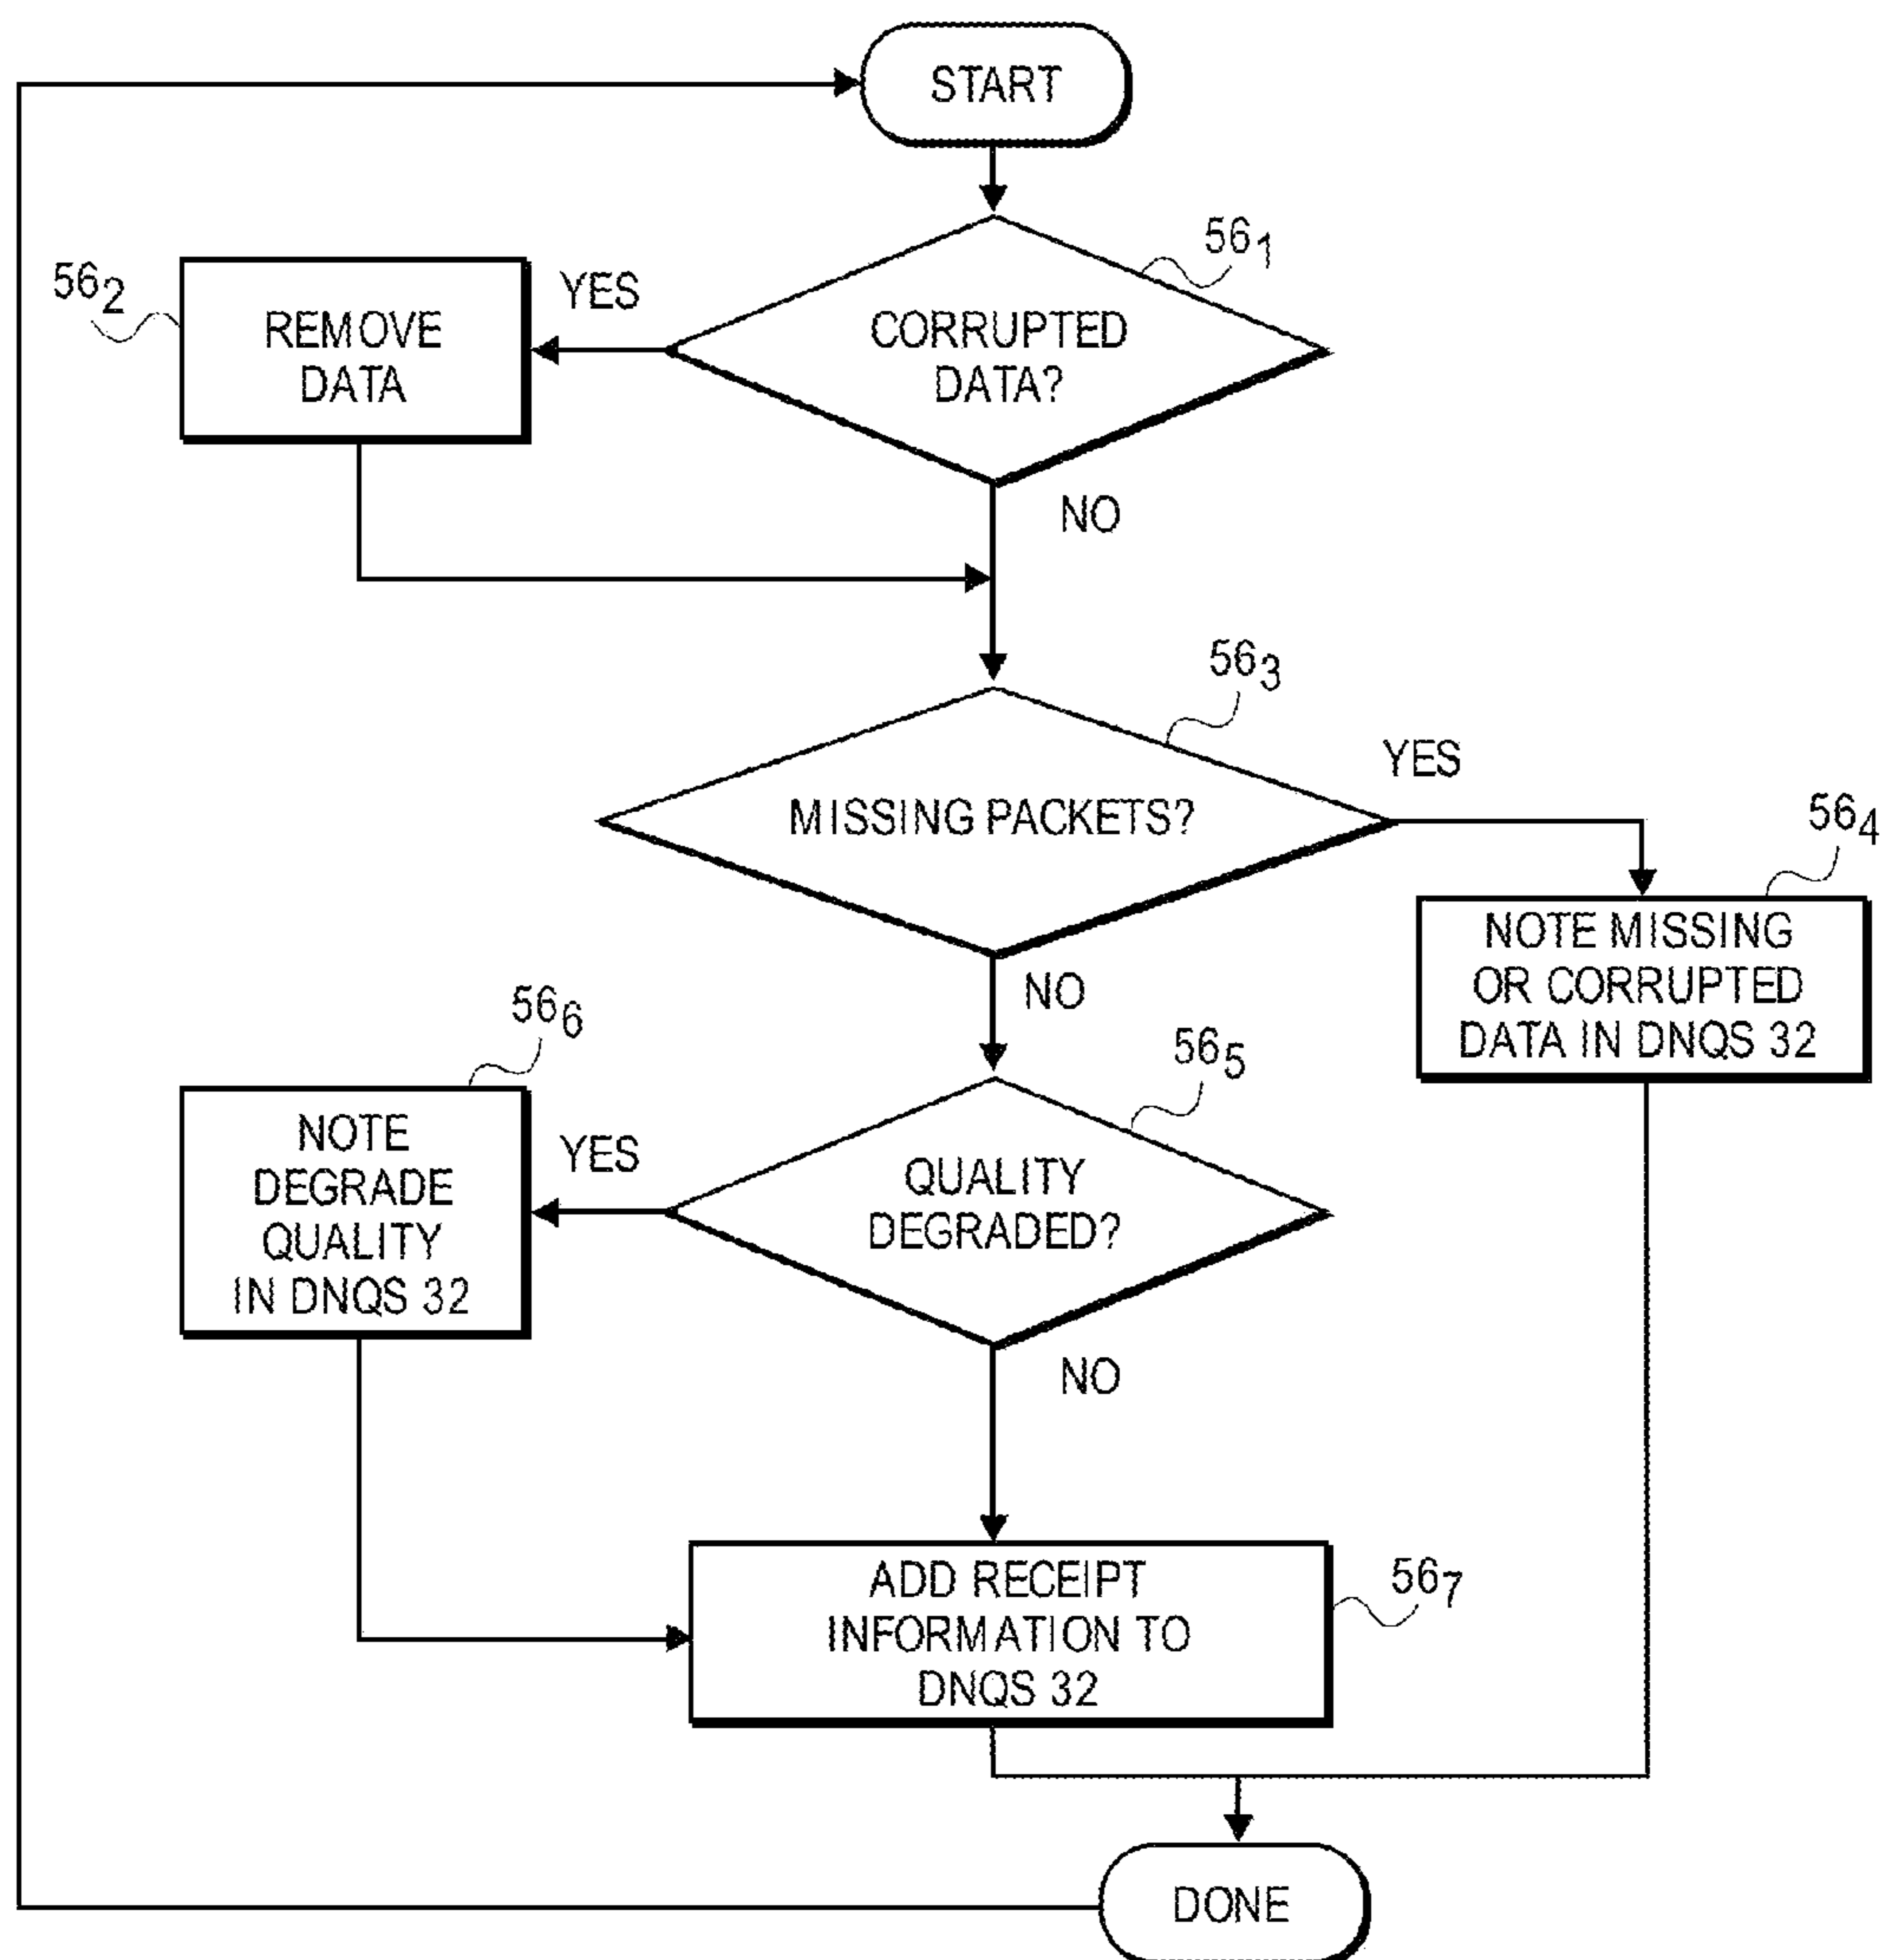 START
56₁
CORRUPTED
DATA?
YES
56₂
REMOVE
DATA
NO
56₃
MISSING PACKETS?
YES
56₄
NOTE MISSING
OR CORRUPTED
DATA IN DNQS 32
NO
56₅
QUALITY
DEGRADED?
YES
56₆
NOTE
DEGRADE
QUALITY
IN DNQS 32
NO
ADD RECEIPT
INFORMATION TO
DNQS 32
56₇
DONE